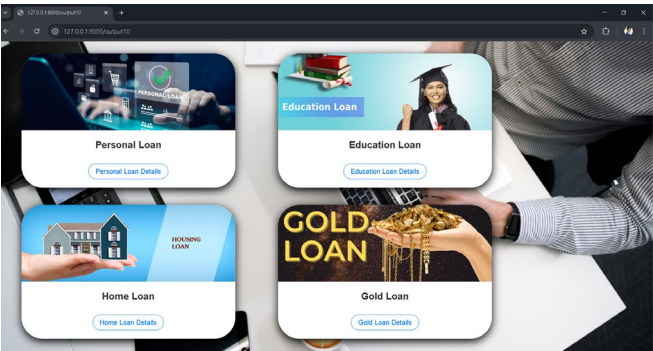 127.0.0.1:8000/output10
127.0.0.1:8000/output10
PERSONAL LOAN
Personal Loan
Personal Loan Details
Education Loan
Education Loan
Education Loan Details
HOUSING
LOAN
Home Loan
Home Loan Details
GOLD
LOAN
Gold Loan
Gold Loan Details